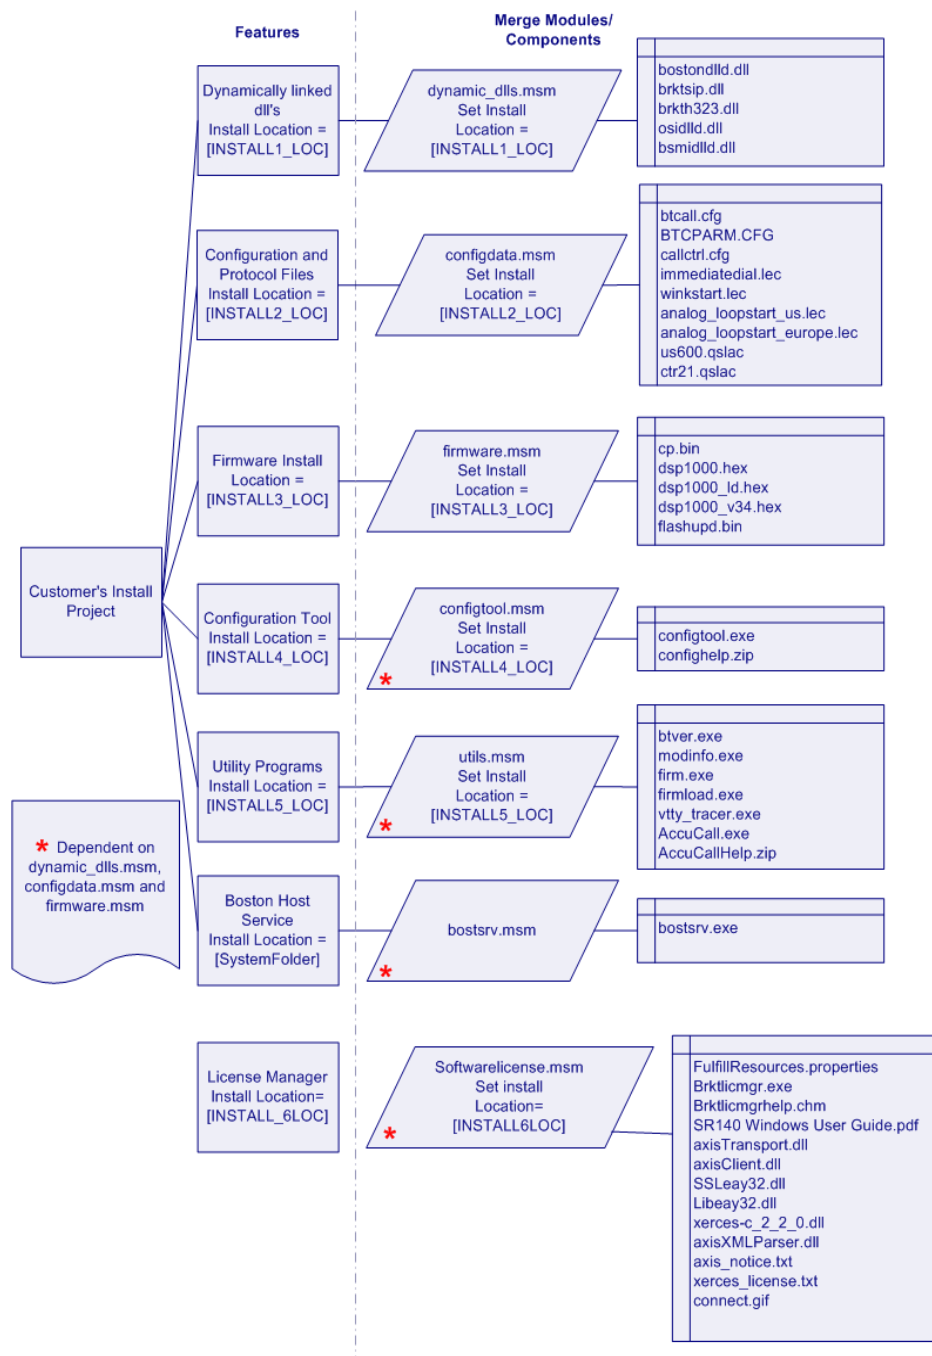 Features
Merge Modules/
Components
Dynamically linked
dll's
Install Location =
[INSTALL1_LOC]
dynamic_dlls.msm
Set Install
Location =
[INSTALL1_LOC]
bostondlld.dll
brktsip.dll
brkth323.dll
osidlld.dll
bsmidlld.dll
Configuration and
Protocol Files
Install Location =
[INSTALL2_LOC]
configdata.msm
Set Install
Location =
[INSTALL2_LOC]
btcall.cfg
BTCPARM.CFG
callctrl.cfg
immediatedial.lec
winkstart.lec
analog_loopstart_us.lec
analog_loopstart_europe.lec
us600.qslac
ctr21.qslac
Firmware Install
Location =
[INSTALL3_LOC]
firmware.msm
Set Install
Location =
[INSTALL3_LOC]
cp.bin
dsp1000.hex
dsp1000_ld.hex
dsp1000_v34.hex
flashupd.bin
Customer's Install
Project
Configuration Tool
Install Location =
[INSTALL4_LOC]
configtool.msm
Set Install
Location =
[INSTALL4_LOC]
*
configtool.exe
confighelp.zip
Utility Programs
Install Location =
[INSTALL5_LOC]
utils.msm
Set Install
Location =
[INSTALL5_LOC]
*
btver.exe
modinfo.exe
firm.exe
firmload.exe
vtty_tracer.exe
AccuCall.exe
AccuCallHelp.zip
* Dependent on
dynamic_dlls.msm,
configdata.msm and
firmware.msm
Boston Host
Service
Install Location =
[SystemFolder]
bostsrv.msm
*
bostsrv.exe
License Manager
Install Location=
[INSTALL_6LOC]
Softwarelicense.msm
Set install
Location=
[INSTALL6LOC]
*
FulfillResources.properties
Brktlicmgr.exe
Brktlicmgrhelp.chm
SR140 Windows User Guide.pdf
axisTransport.dll
axisClient.dll
SSLeay32.dll
Libeay32.dll
xerces-c_2_2_0.dll
axisXMLParser.dll
axis_notice.txt
xerces_license.txt
connect.gif